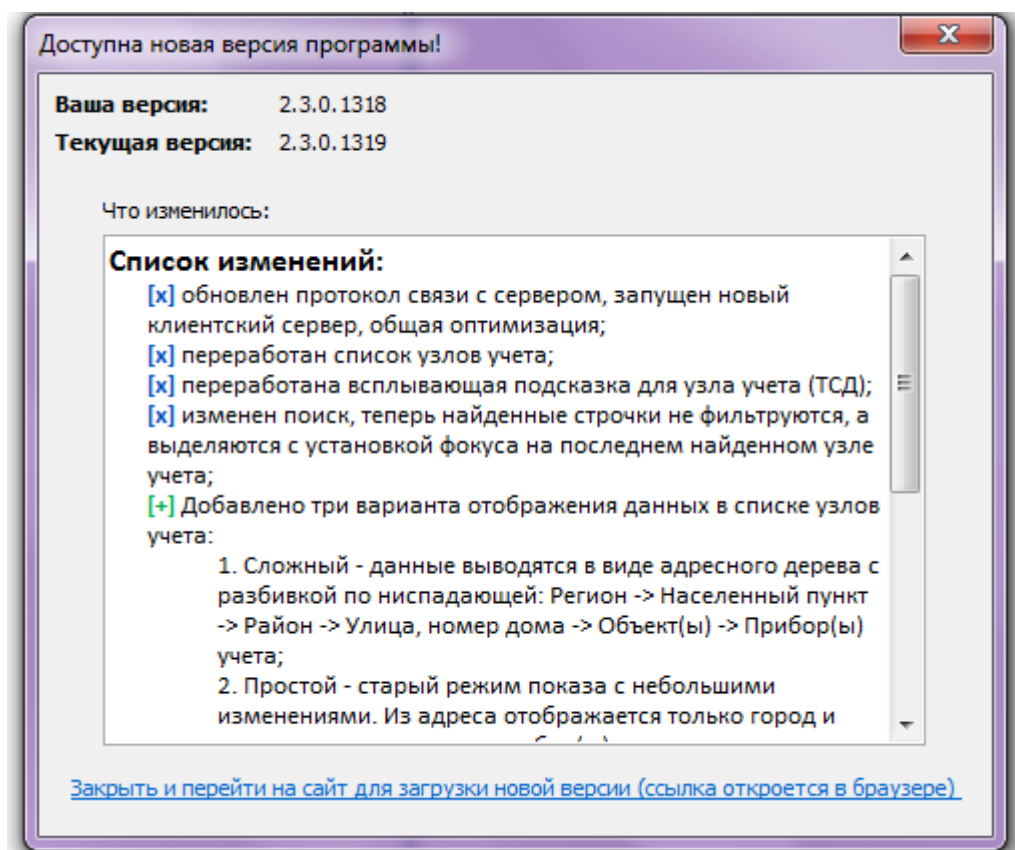 Доступна новая версия программы!
Ваша версия: 2.3.0.1318
Текущая версия: 2.3.0.1319
Что изменилось:
Список изменений:
[x] обновлен протокол связи с сервером, запущен новый
клиентский сервер, общая оптимизация;
[x] переработан список узлов учета;
[x] переработана всплывающая подсказка для узла учета (ТСД);
[x] изменен поиск, теперь найденные строчки не фильтруются, а
выделяются с установкой фокуса на последнем найденном узле
учета;
[+] Добавлено три варианта отображения данных в списке узлов
учета:
1. Сложный - данные выводятся в виде адресного дерева с
разбивкой по ниспадающей: Регион -> Населенный пункт
-> Район -> Улица, номер дома -> Объект(ы) -> Прибор(ы)
учета;
2. Простой - старый режим показа с небольшими
изменениями. Из адреса отображается только город и
Закрыть и перейти на сайт для загрузки новой версии (ссылка откроется в браузере)